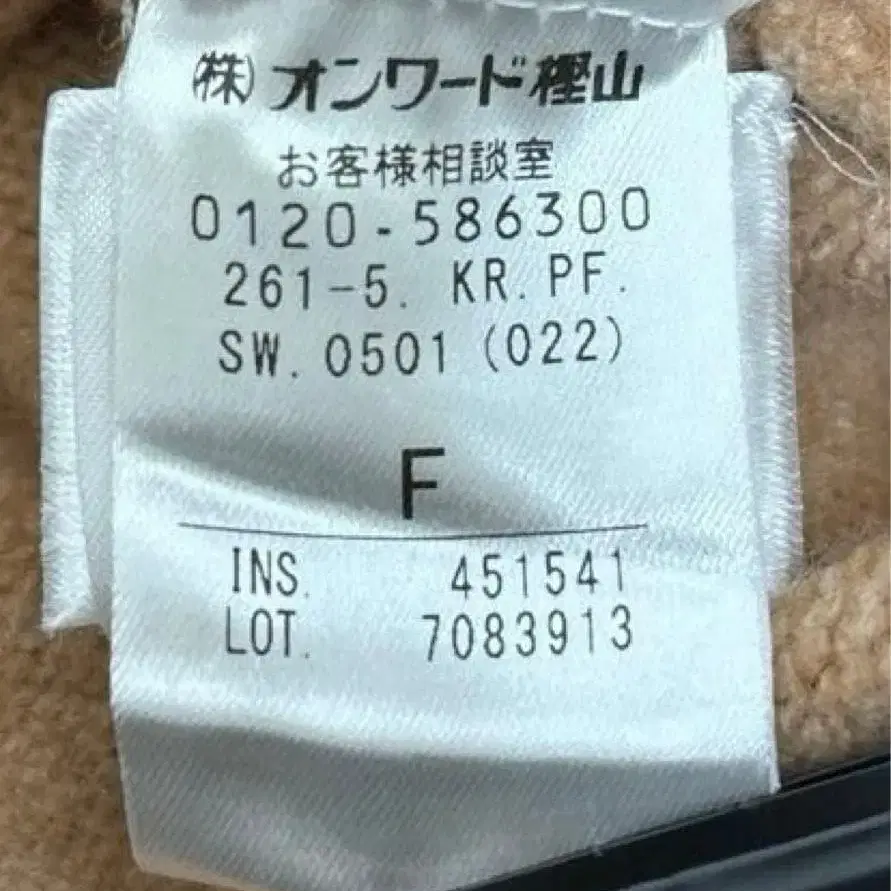 (株)オンワード樫山
お客様相談室
0120-586300
261-5. KR.PF.
SW.0501(022)
F
INS. 451541
LOT. 7083913